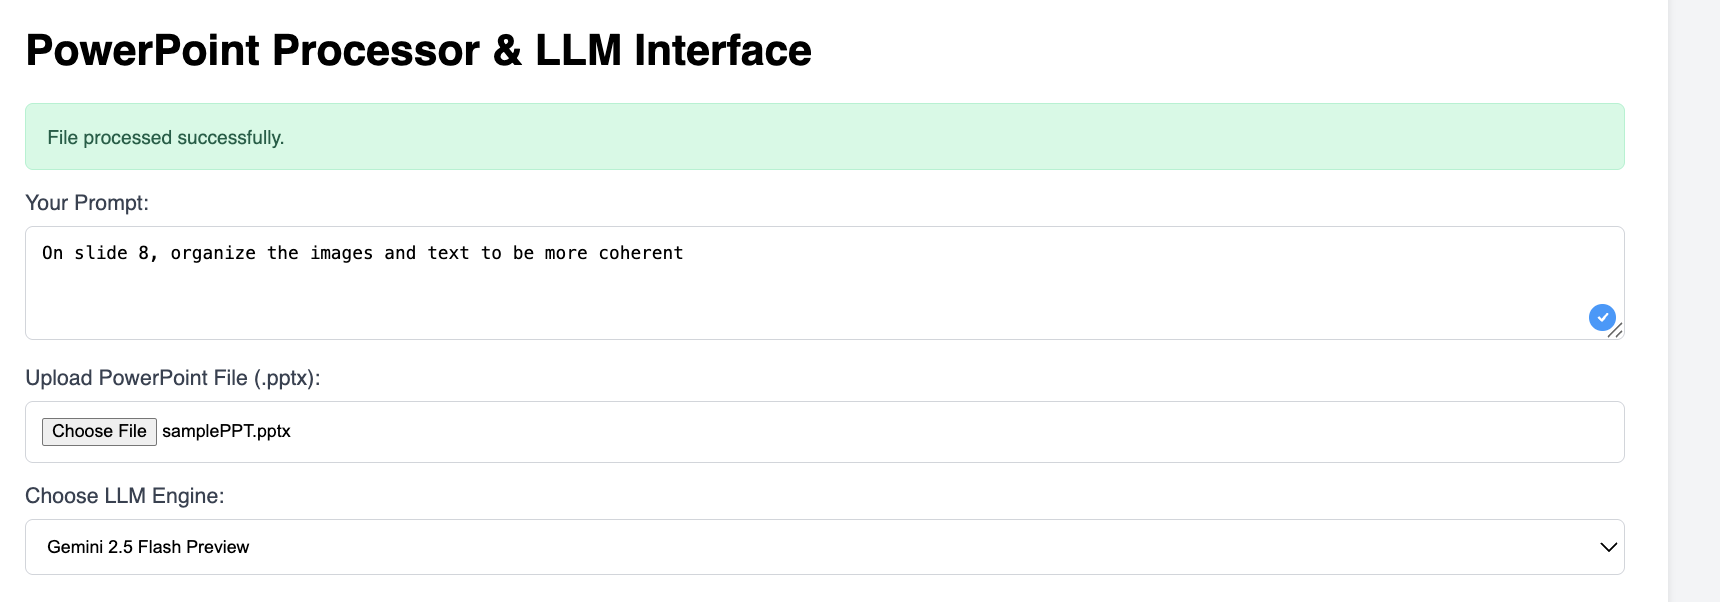 PowerPoint Processor & LLM Interface
File processed successfully.
Your Prompt:
On slide 8, organize the images and text to be more coherent
Upload PowerPoint File (.pptx):
Choose File samplePPT.pptx
Choose LLM Engine:
Gemini 2.5 Flash Preview